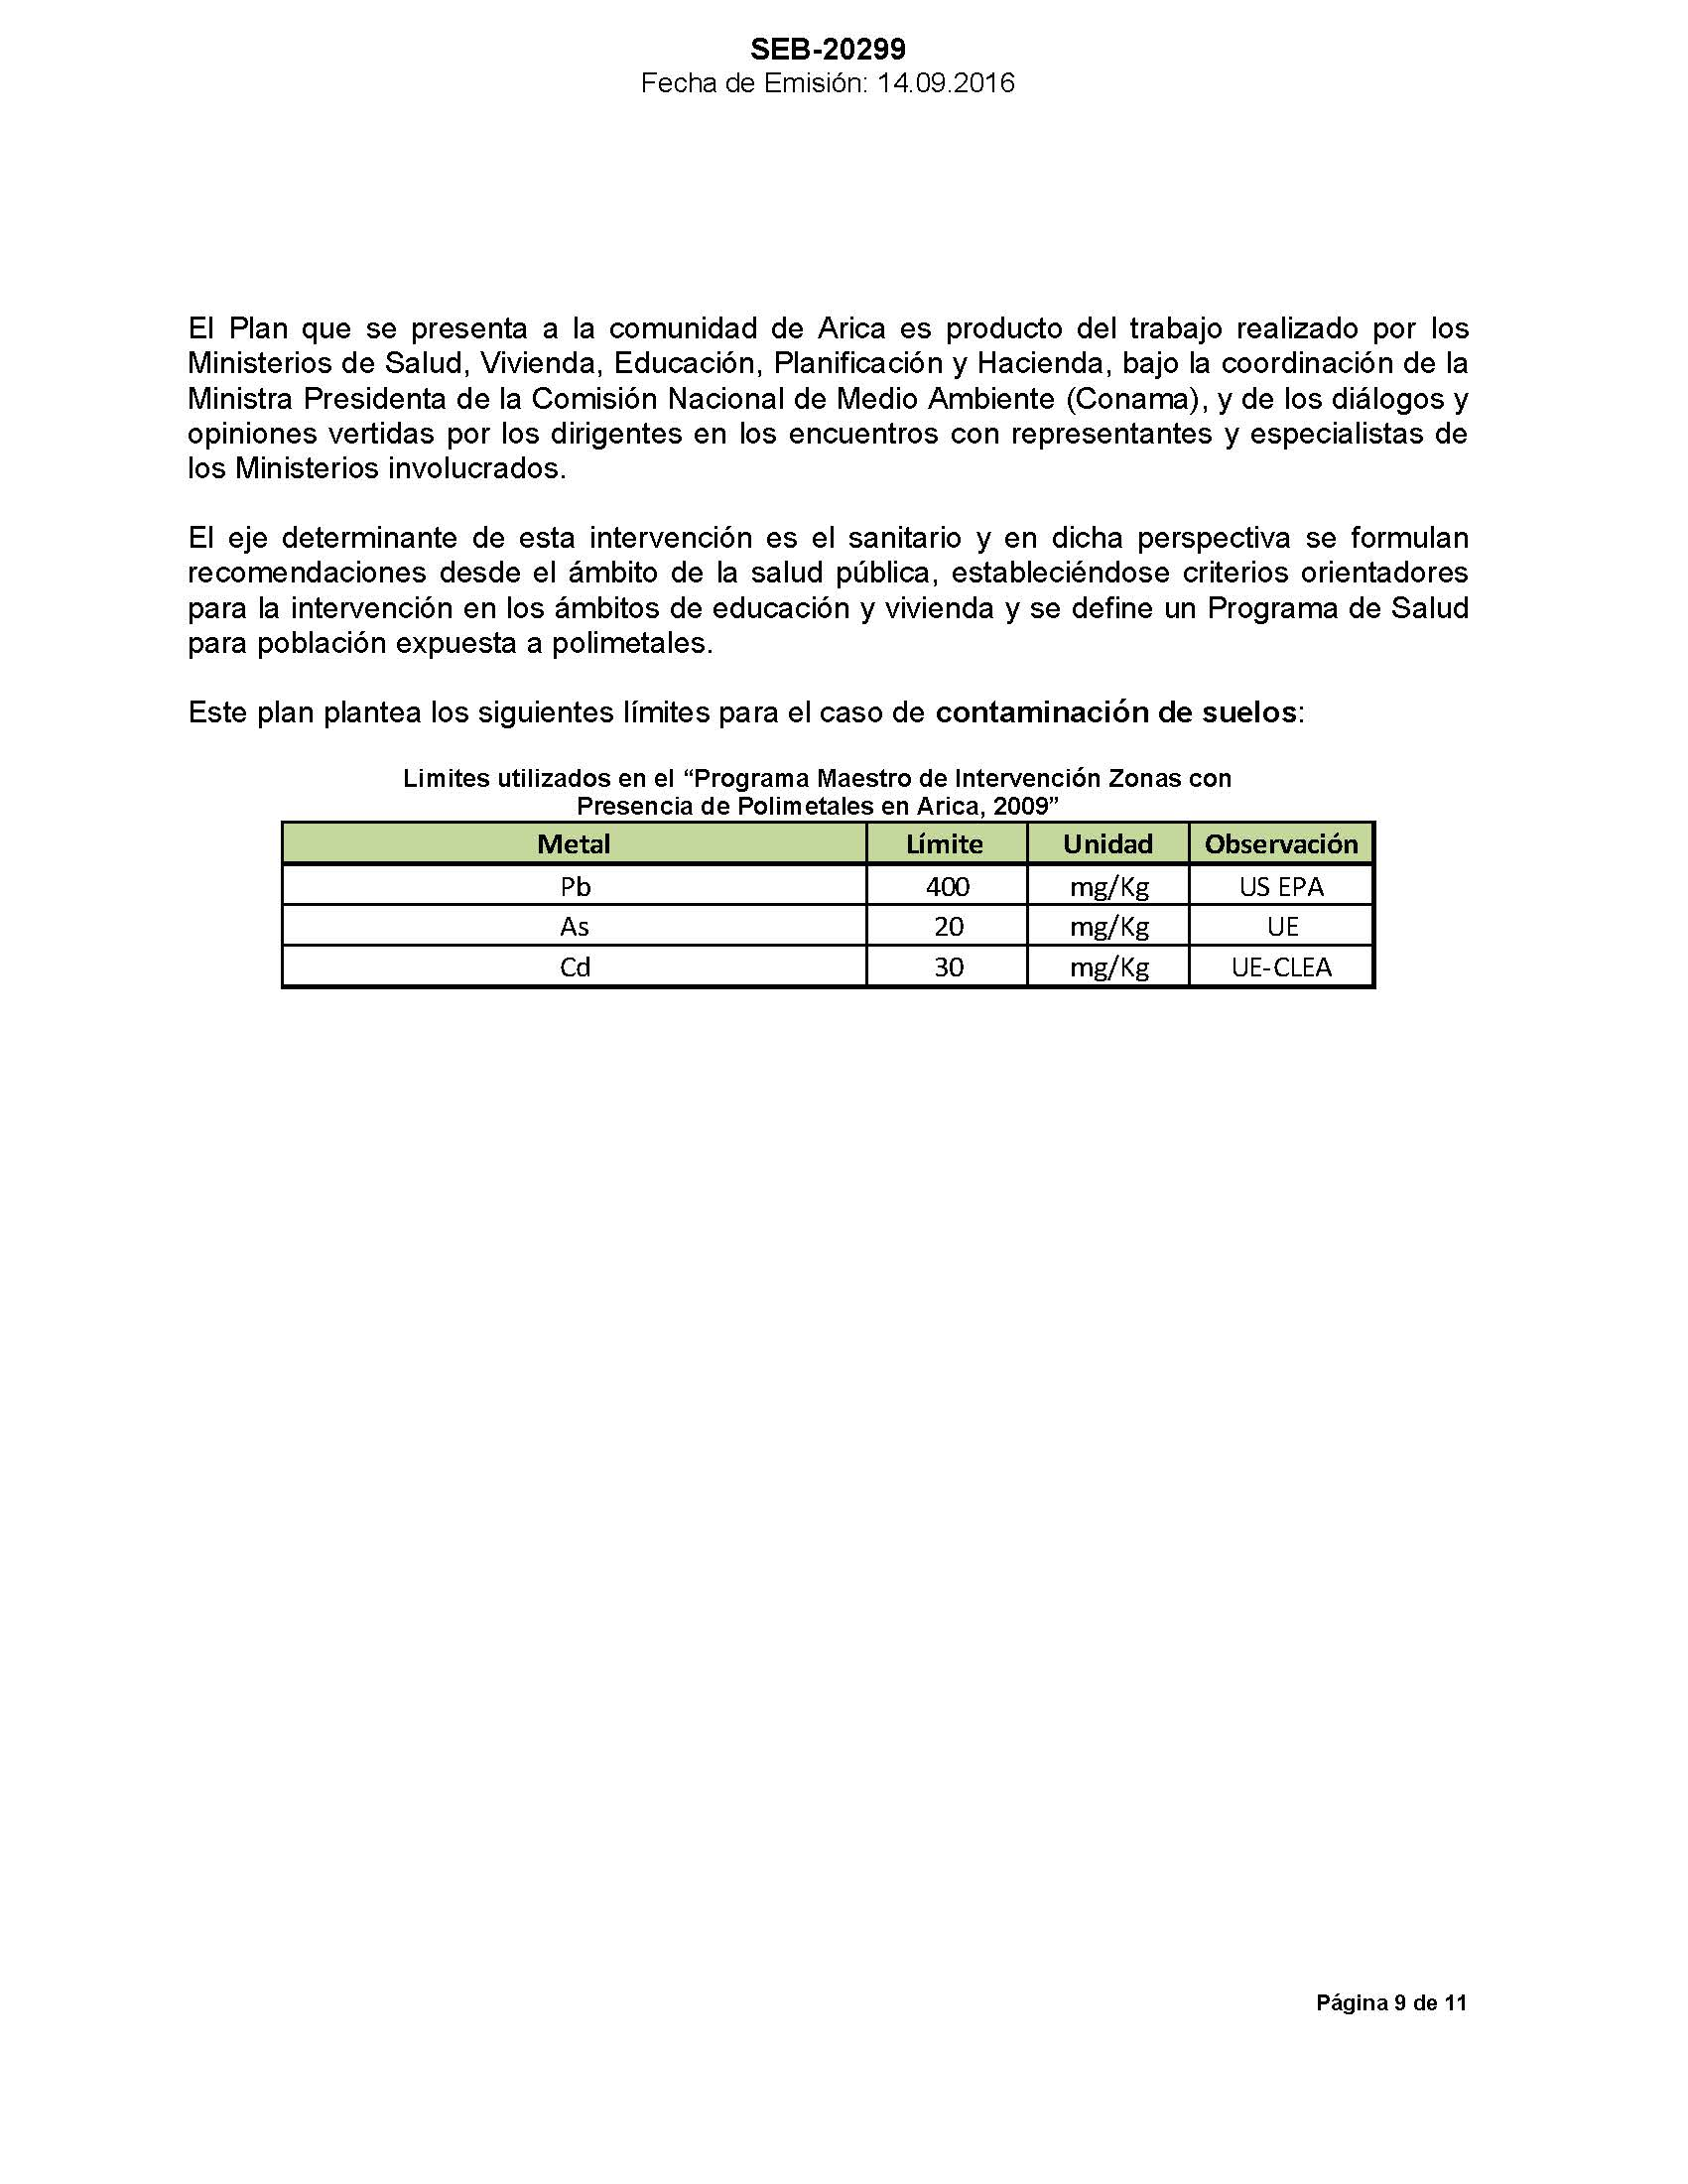 SEB-20299
Fecha de Emisión: 14.09.2016
El Plan que se presenta a la comunidad de Arica es producto del trabajo realizado por los
Ministerios de Salud, Vivienda, Educación, Planificación y Hacienda, bajo la coordinación de la
Ministra Presidenta de la Comisión Nacional de Medio Ambiente (Conama), y de los diálogos y
opiniones vertidas por los dirigentes en los encuentros con representantes y especialistas de
los Ministerios involucrados.
El eje determinante de esta intervención es el sanitario y en dicha perspectiva se formulan
recomendaciones desde el ámbito de la salud pública, estableciéndose criterios orientadores
para la intervención en los ámbitos de educación y vivienda y se define un Programa de Salud
para población expuesta a polimetales.
Este plan plantea los siguientes límites para el caso de contaminación de suelos:
Limites utilizados en el “Programa Maestro de Intervención Zonas con
Presencia de Polimetales en Arica, 2009”
Metal Límite Unidad Observación
Pb 400 mg/Kg US EPA
As 20 mg/Kg UE
Cd 30 mg/Kg UE-CLEA
Página 9 de 11